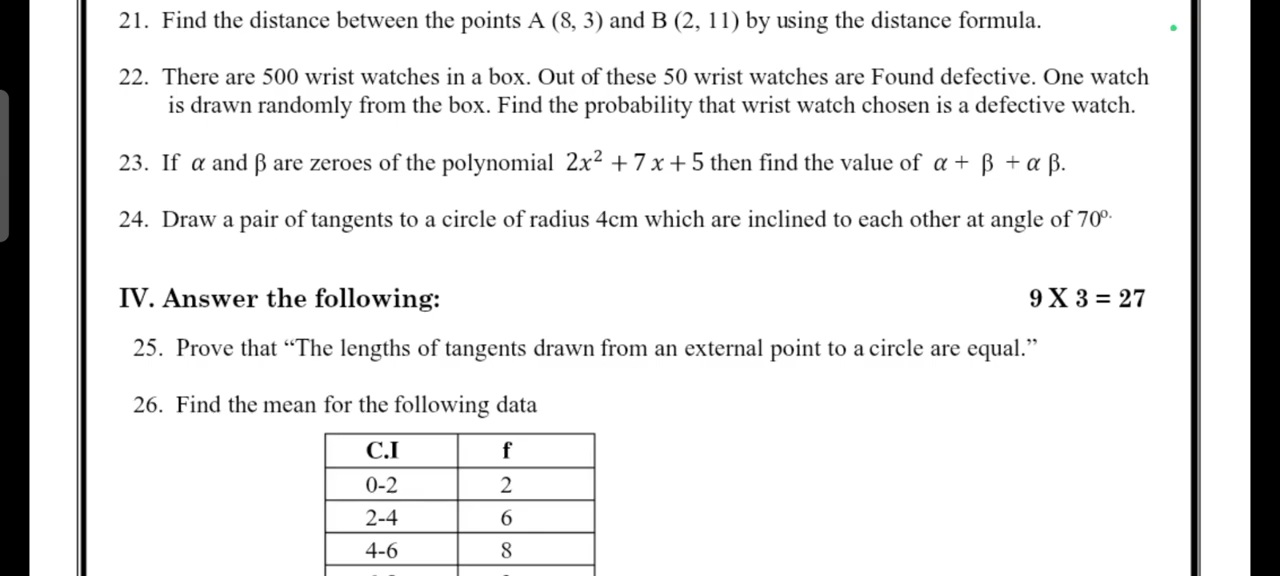 21. Find the distance between the points A (8, 3) and B (2, 11) by using the distance formula.
22. There are 500 wrist watches in a box. Out of these 50 wrist watches are Found defective. One watch
is drawn randomly from the box. Find the probability that wrist watch chosen is a defective watch.
23. If α and β are zeroes of the polynomial 2x² + 7 x + 5 then find the value of α + β + α β.
24. Draw a pair of tangents to a circle of radius 4cm which are inclined to each other at angle of 70⁰.
IV. Answer the following: 9 X 3 = 27
25. Prove that “The lengths of tangents drawn from an external point to a circle are equal.”
26. Find the mean for the following data
C.I f
0-2 2
2-4 6
4-6 8